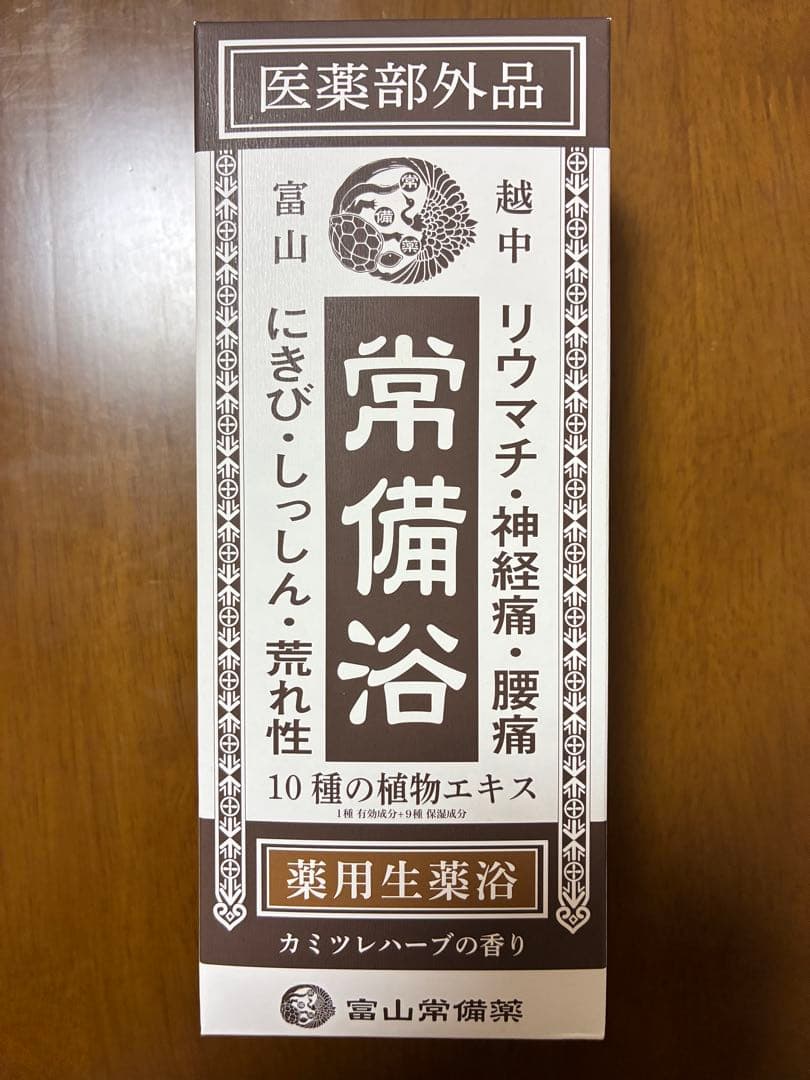 医薬部外品
越中
富山
常
備
薬
リウマチ・神経痛・腰痛
常備浴
にきび・しっしん・荒れ性
10種の植物エキス
1種 有効成分+9種 保湿成分
薬用生薬浴
カミツレハーブの香り
富山常備薬